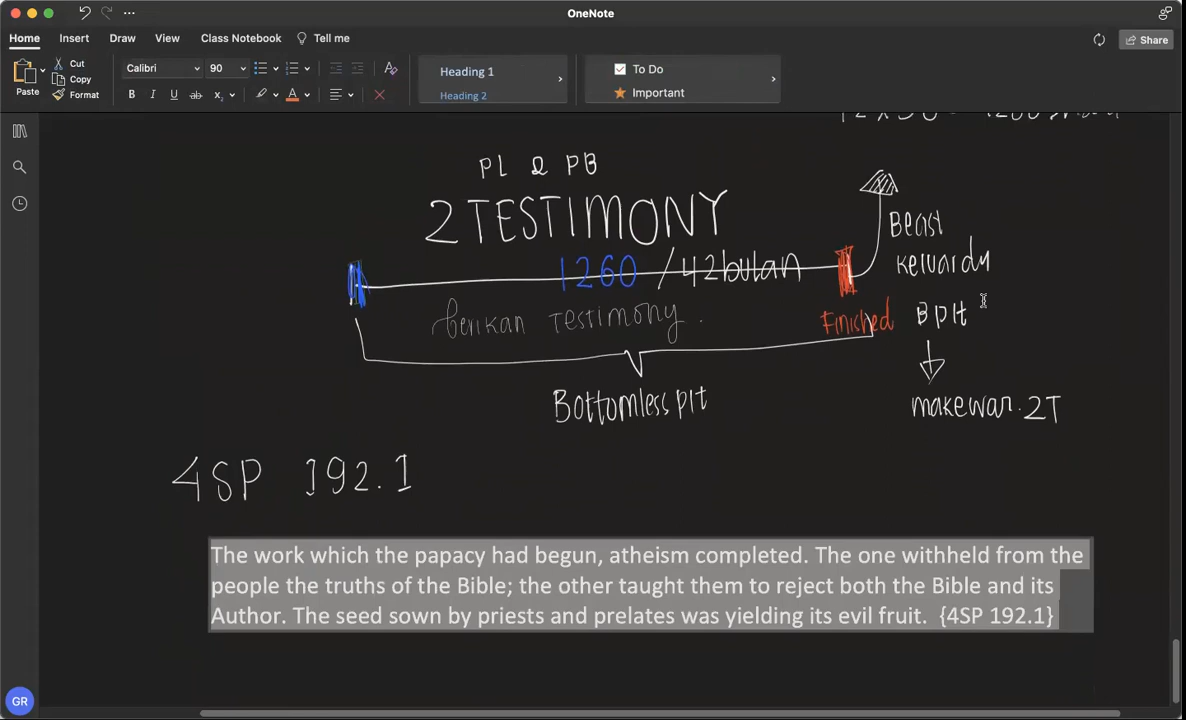 OneNote
Home Insert Draw View Class Notebook Tell me Share
Paste Cut Copy Format
Calibri 90
Heading 1
Heading 2
To Do
Important
PL & PB
2 TESTIMONY
1260 / 42 bulan
berikan testimony.
Finished
Beast
keluar dr
B PIt
make war. 2T
Bottomless pIt
4SP 192.1
The work which the papacy had begun, atheism completed. The one withheld from the
people the truths of the Bible; the other taught them to reject both the Bible and its
Author. The seed sown by priests and prelates was yielding its evil fruit. {4SP 192.1}
GR